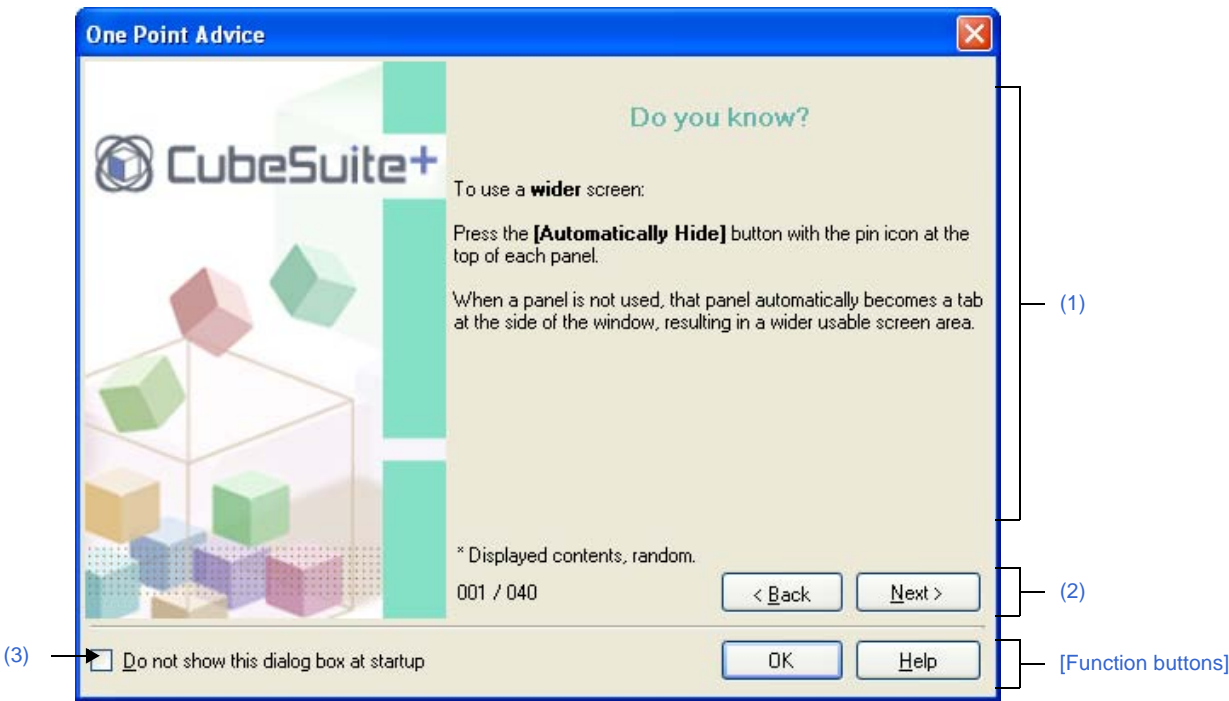 One Point Advice
CubeSuite+
Do you know?
To use a wider screen:
Press the [Automatically Hide] button with the pin icon at the
top of each panel.
When a panel is not used, that panel automatically becomes a tab
at the side of the window, resulting in a wider usable screen area.
(1)
* Displayed contents, random.
001 / 040
< Back
Next >
(2)
(3)
Do not show this dialog box at startup
OK
Help
[Function buttons]